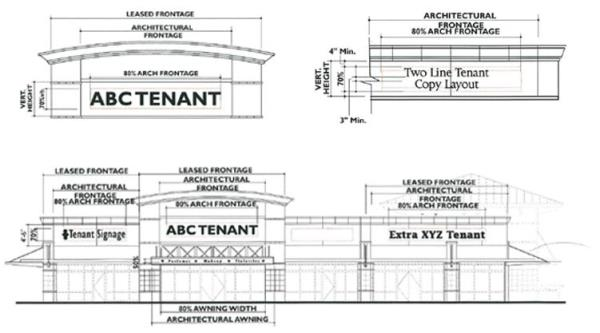 LEASED FRONTAGE
ARCHITECTURAL
FRONTAGE
80% ARCH FRONTAGE
VERT.
HEIGHT
70%
ABC TENANT
ARCHITECTURAL
FRONTAGE
80% FRONTAGE
4" Min.
VERT.
HEIGHT
70%
Two Line Tenant
Copy Layout
3" Min.
LEASED FRONTAGE
ARCHITECTURAL
FRONTAGE
80% ARCH FRONTAGE
70%
Tenant Signage
LEASED FRONTAGE
ARCHITECTURAL
FRONTAGE
80% ARCH FRONTAGE
ABC TENANT
50%
80% AWNING WIDTH
ARCHITECTURAL AWNING
LEASED FRONTAGE
ARCHITECTURAL
FRONTAGE
80% ARCH FRONTAGE
Extra XYZ Tenant